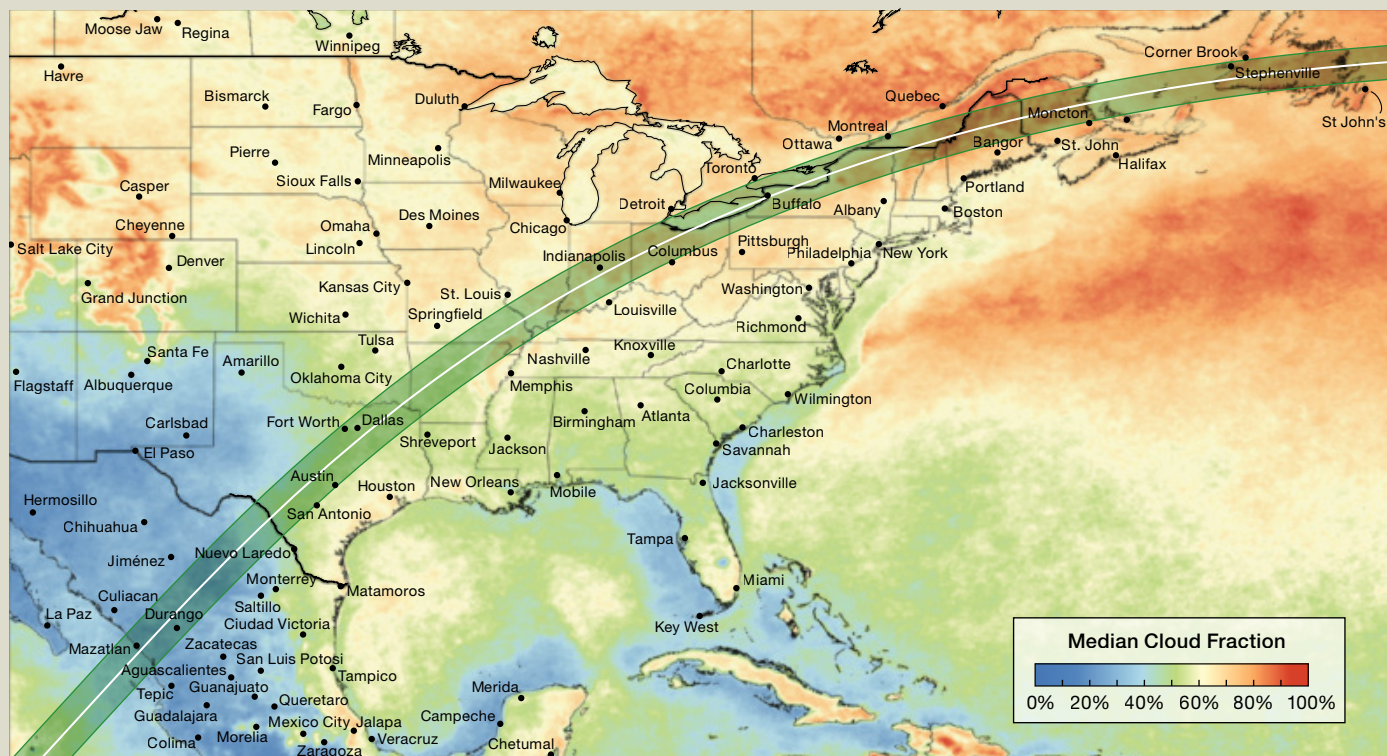 Moose Jaw
Regina
Winnipeg
Corner Brook
Stephenville
Havre
Bismarck
Fargo
Duluth
Quebec
Moncton
St John's
Montreal
Ottawa
Bangor
St. John
Halifax
Pierre
Minneapolis
Toronto
Sioux Falls
Milwaukee
Casper
Portland
Detroit
Buffalo
Albany
Boston
Cheyenne
Omaha
Des Moines
Chicago
Salt Lake City
Lincoln
Columbus
Pittsburgh
Philadelphia
New York
Denver
Indianapolis
Grand Junction
Kansas City
St. Louis
Washington
Wichita
Springfield
Louisville
Richmond
Tulsa
Knoxville
Santa Fe
Amarillo
Nashville
Charlotte
Flagstaff
Albuquerque
Oklahoma City
Memphis
Columbia
Wilmington
Carlsbad
Fort Worth
Dallas
Birmingham
Atlanta
Charleston
El Paso
Shreveport
Jackson
Savannah
Austin
Houston
New Orleans
Mobile
Jacksonville
Hermosillo
Chihuahua
San Antonio
Tampa
Jiménez
Nuevo Laredo
Monterrey
Matamoros
Miami
Culiacan
Saltillo
La Paz
Durango
Ciudad Victoria
Key West
Mazatlan
Zacatecas
San Luis Potosi
Aguascalientes
Tampico
Tepic
Guanajuato
Queretaro
Merida
Guadalajara
Mexico City
Jalapa
Campeche
Colima
Morelia
Zaragoza
Veracruz
Chetumal
Median Cloud Fraction
0% 20% 40% 60% 80% 100%